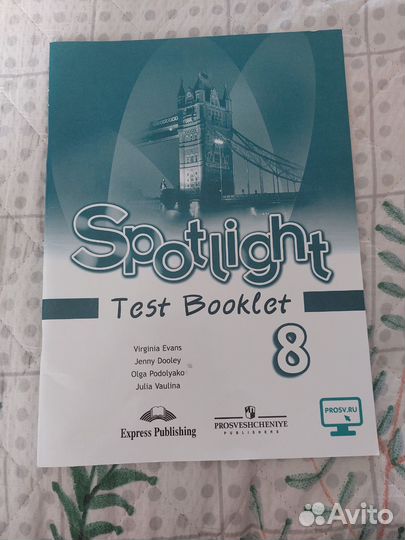 Spotlight
Test Booklet
8
Virginia Evans
Jenny Dooley
Olga Podolyako
Julia Vaulina
Express Publishing
PROSVESHCHENIYE
PUBLISHERS
PROSV.RU
Avito